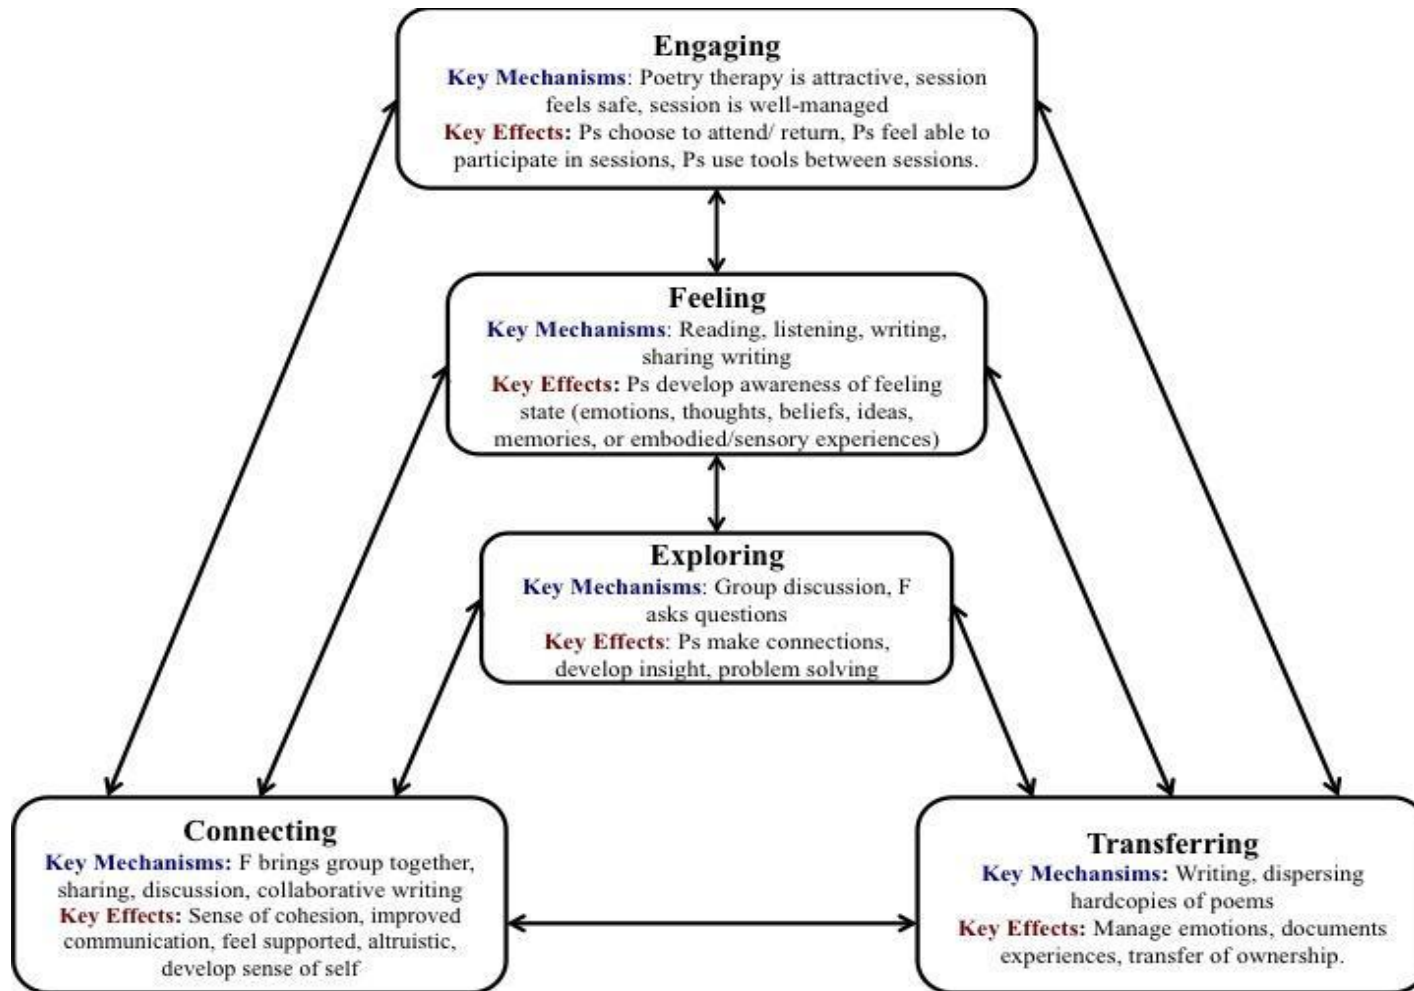 Engaging
Key Mechanisms: Poetry therapy is attractive, session
feels safe, session is well-managed
Key Effects: Ps choose to attend/ return, Ps feel able to
participate in sessions, Ps use tools between sessions.
Feeling
Key Mechanisms: Reading, listening, writing,
sharing writing
Key Effects: Ps develop awareness of feeling
state (emotions, thoughts, beliefs, ideas,
memories, or embodied/sensory experiences)
Exploring
Key Mechanisms: Group discussion, F
asks questions
Key Effects: Ps make connections,
develop insight, problem solving
Connecting
Key Mechanisms: F brings group together,
sharing, discussion, collaborative writing
Key Effects: Sense of cohesion, improved
communication, feel supported, altruistic,
develop sense of self
Transferring
Key Mechansims: Writing, dispersing
hardcopies of poems
Key Effects: Manage emotions, documents
experiences, transfer of ownership.